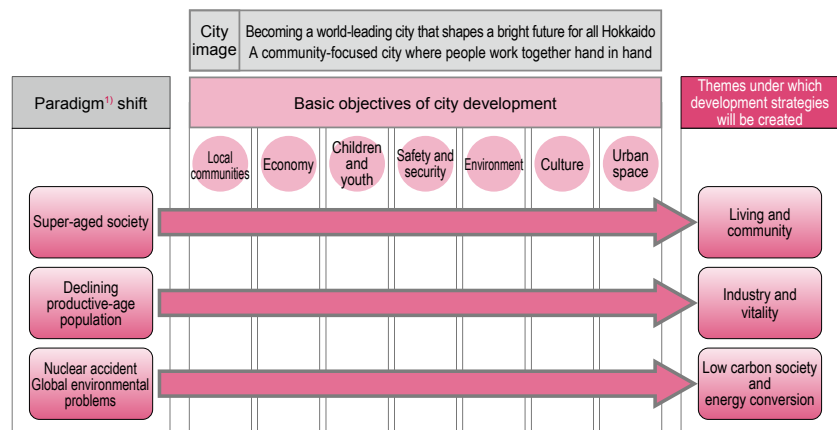 City
image
Becoming a world-leading city that shapes a bright future for all Hokkaido
A community-focused city where people work together hand in hand
Paradigm1) shift
Basic objectives of city development
Themes under which
development strategies
will be created
Local
communities
Economy
Children
and
youth
Safety and
security
Environment
Culture
Urban
space
Super-aged society
Living and
community
Declining
productive-age
population
Industry and
vitality
Nuclear accident
Global environmental
problems
Low carbon society
and
energy conversion